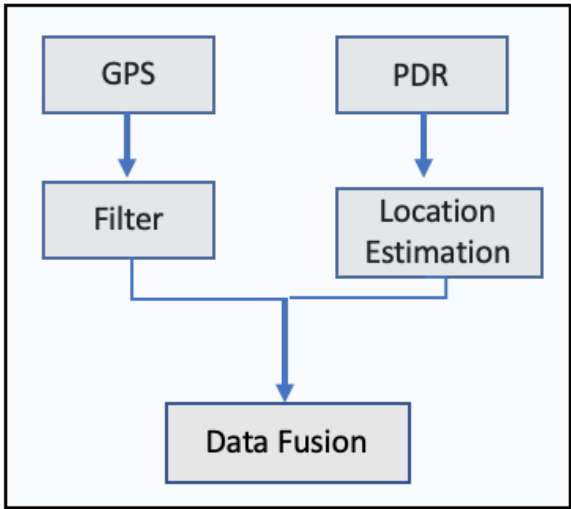 GPS
PDR
Filter
Location
Estimation
Data Fusion